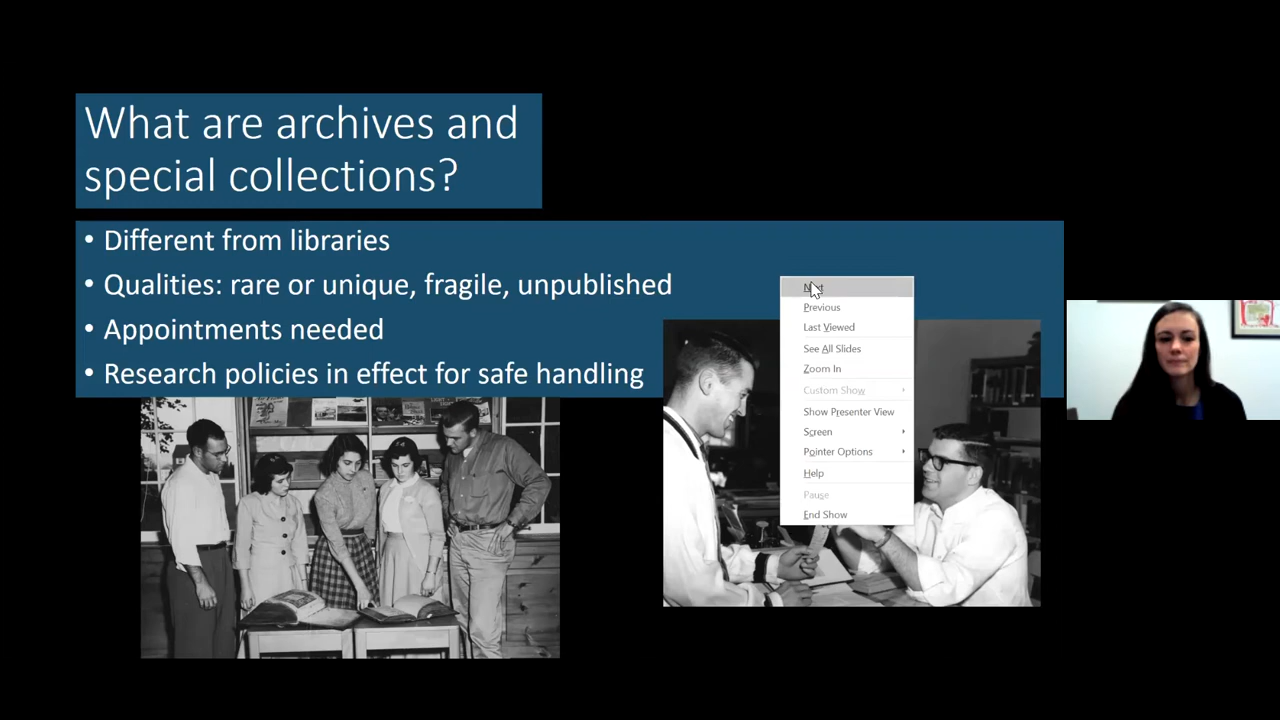 What are archives and
special collections?
• Different from libraries
• Qualities: rare or unique, fragile, unpublished
• Appointments needed
• Research policies in effect for safe handling
Previous
Last Viewed
See All Slides
Zoom In
Custom Show
Show Presenter View
Screen
Pointer Options
Help
Pause
End Show